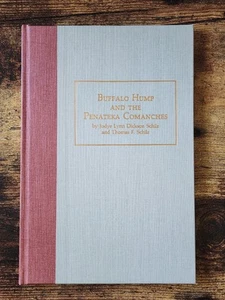 BUFFALO HUMP
AND THE
PENATEKA COMANCHES
by Jodye Lynn Dickson Schilz
and Thomas F. Schilz